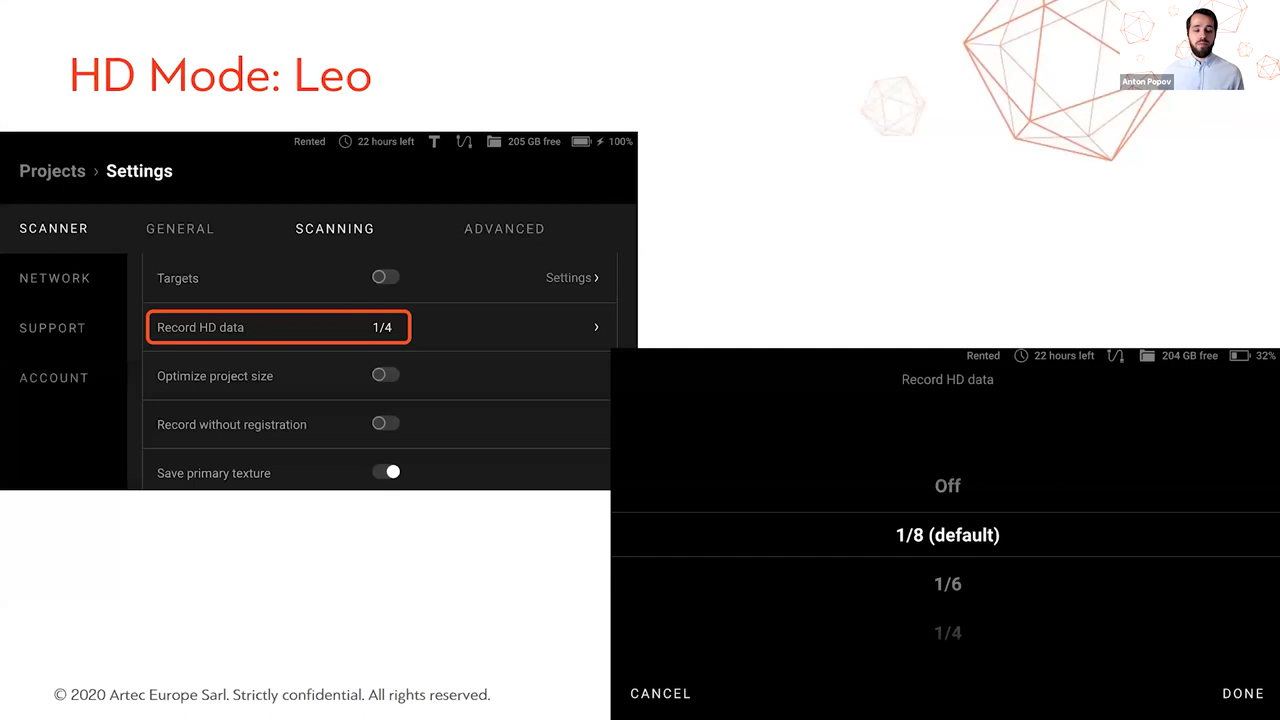 HD Mode: Leo
Anton Popov
Rented 22 hours left 205 GB free 100%
Projects › Settings
SCANNER GENERAL SCANNING ADVANCED
NETWORK Targets Settings ›
SUPPORT Record HD data 1/4 ›
ACCOUNT Optimize project size
Record without registration
Save primary texture
Rented 22 hours left 204 GB free 32%
Record HD data
Off
1/8 (default)
1/6
1/4
CANCEL DONE
© 2020 Artec Europe Sarl. Strictly confidential. All rights reserved.